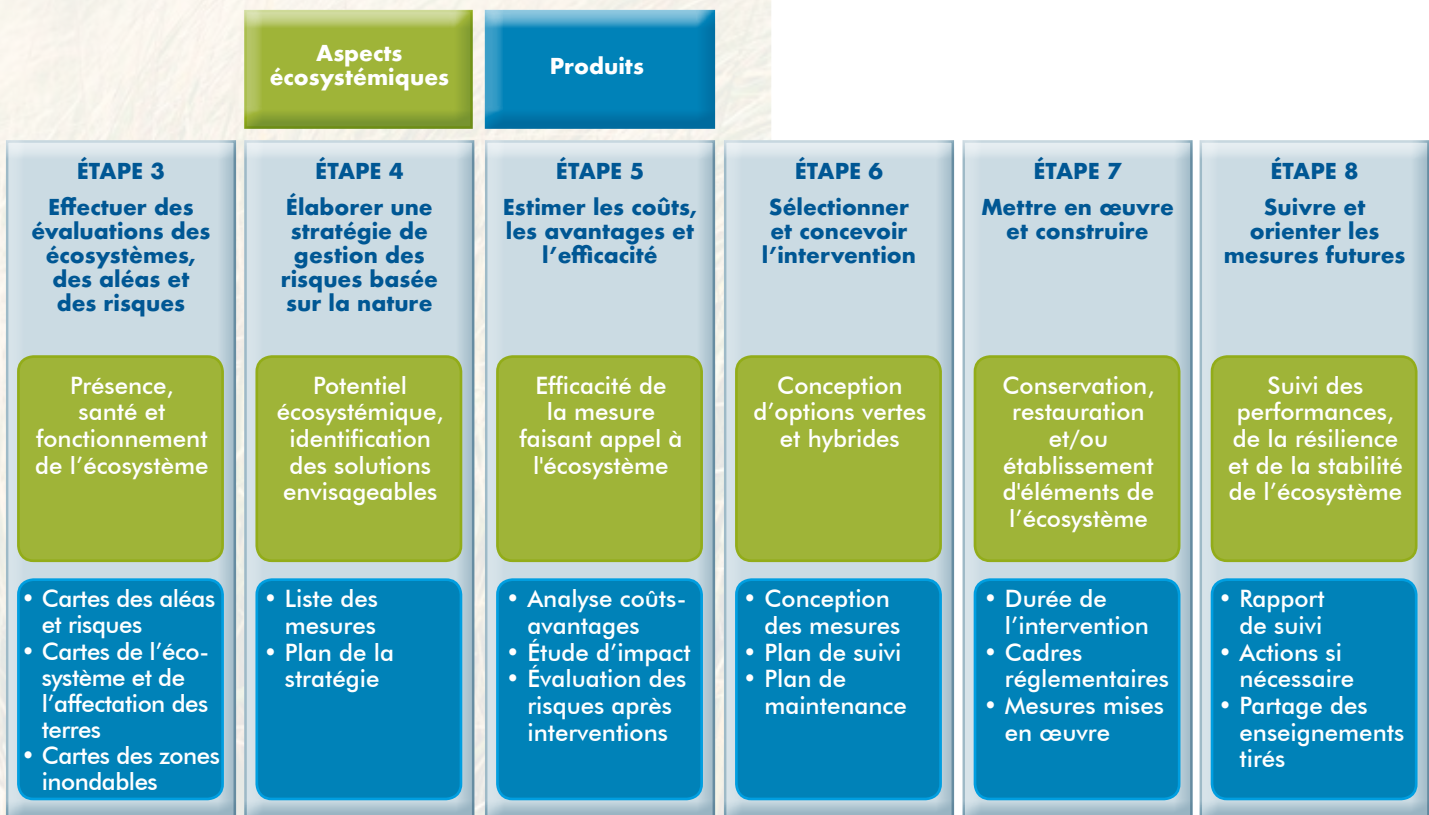 Aspects
écosystémiques
Produits
ÉTAPE 3
Effectuer des
évaluations des
écosystèmes,
des aléas et
des risques
Présence,
santé et
fonctionnement
de l’écosystème
• Cartes des aléas
et risques
• Cartes de l’éco-
système et de
l’affectation des
terres
• Cartes des zones
inondables
ÉTAPE 4
Élaborer une
stratégie de
gestion des
risques basée
sur la nature
Potentiel
écosystémique,
identification
des solutions
envisageables
• Liste des
mesures
• Plan de la
stratégie
ÉTAPE 5
Estimer les coûts,
les avantages et
l’efficacité
Efficacité de
la mesure
faisant appel à
l'écosystème
• Analyse coûts-
avantages
• Étude d’impact
• Évaluation des
risques après
interventions
ÉTAPE 6
Sélectionner
et concevoir
l’intervention
Conception
d’options vertes
et hybrides
• Conception
des mesures
• Plan de suivi
• Plan de
maintenance
ÉTAPE 7
Mettre en œuvre
et construire
Conservation,
restauration
et/ou
établissement
d'éléments de
l’écosystème
• Durée de
l’intervention
• Cadres
réglementaires
• Mesures mises
en œuvre
ÉTAPE 8
Suivre et
orienter les
mesures futures
Suivi des
performances,
de la résilience
et de la stabilité
de l’écosystème
• Rapport
de suivi
• Actions si
nécessaire
• Partage des
enseignements
tirés